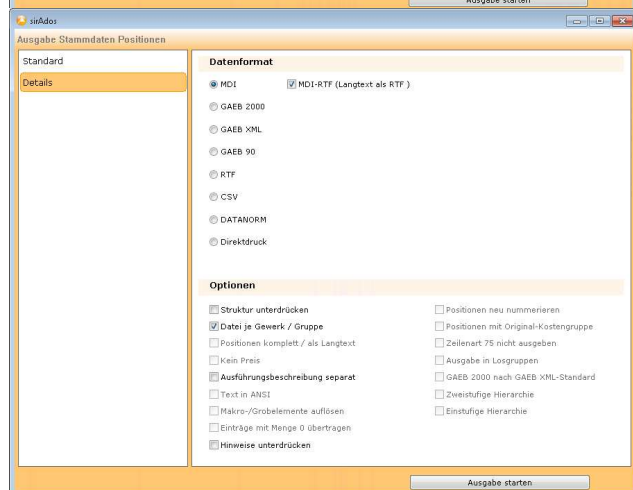 Ausgabe starten
sirAdos
Ausgabe Stammdaten Positionen
Standard
Details
Datenformat
MDI
MDI-RTF (Langtext als RTF )
GAEB 2000
GAEB XML
GAEB 90
RTF
CSV
DATANORM
Direktdruck
Optionen
Struktur unterdrücken
Datei je Gewerk / Gruppe
Positionen komplett / als Langtext
Kein Preis
Ausführungsbeschreibung separat
Text in ANSI
Makro-/Grobelemente auflösen
Einträge mit Menge 0 übertragen
Hinweise unterdrücken
Positionen neu nummerieren
Positionen mit Original-Kostengruppe
Zeilenart 75 nicht ausgeben
Ausgabe in Losgruppen
GAEB 2000 nach GAEB XML-Standard
Zweistufige Hierarchie
Einstufige Hierarchie
Ausgabe starten